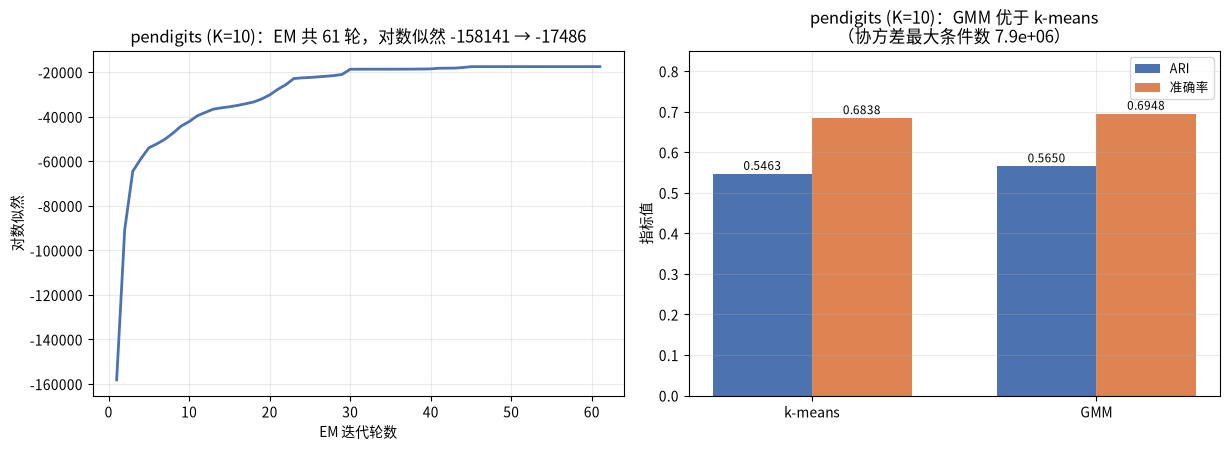 pendigits (K=10)：EM 共 61 轮，对数似然 -158141 → -17486
对数似然
-20000
-40000
-60000
-80000
-100000
-120000
-140000
-160000
0 10 20 30 40 50 60
EM 迭代轮数
pendigits (K=10)：GMM 优于 k-means
（协方差最大条件数 7.9e+06）
指标值
0.8
0.7
0.6
0.5
0.4
0.3
0.2
0.1
0.0
ARI
准确率
0.5463
0.6838
0.5650
0.6948
k-means GMM